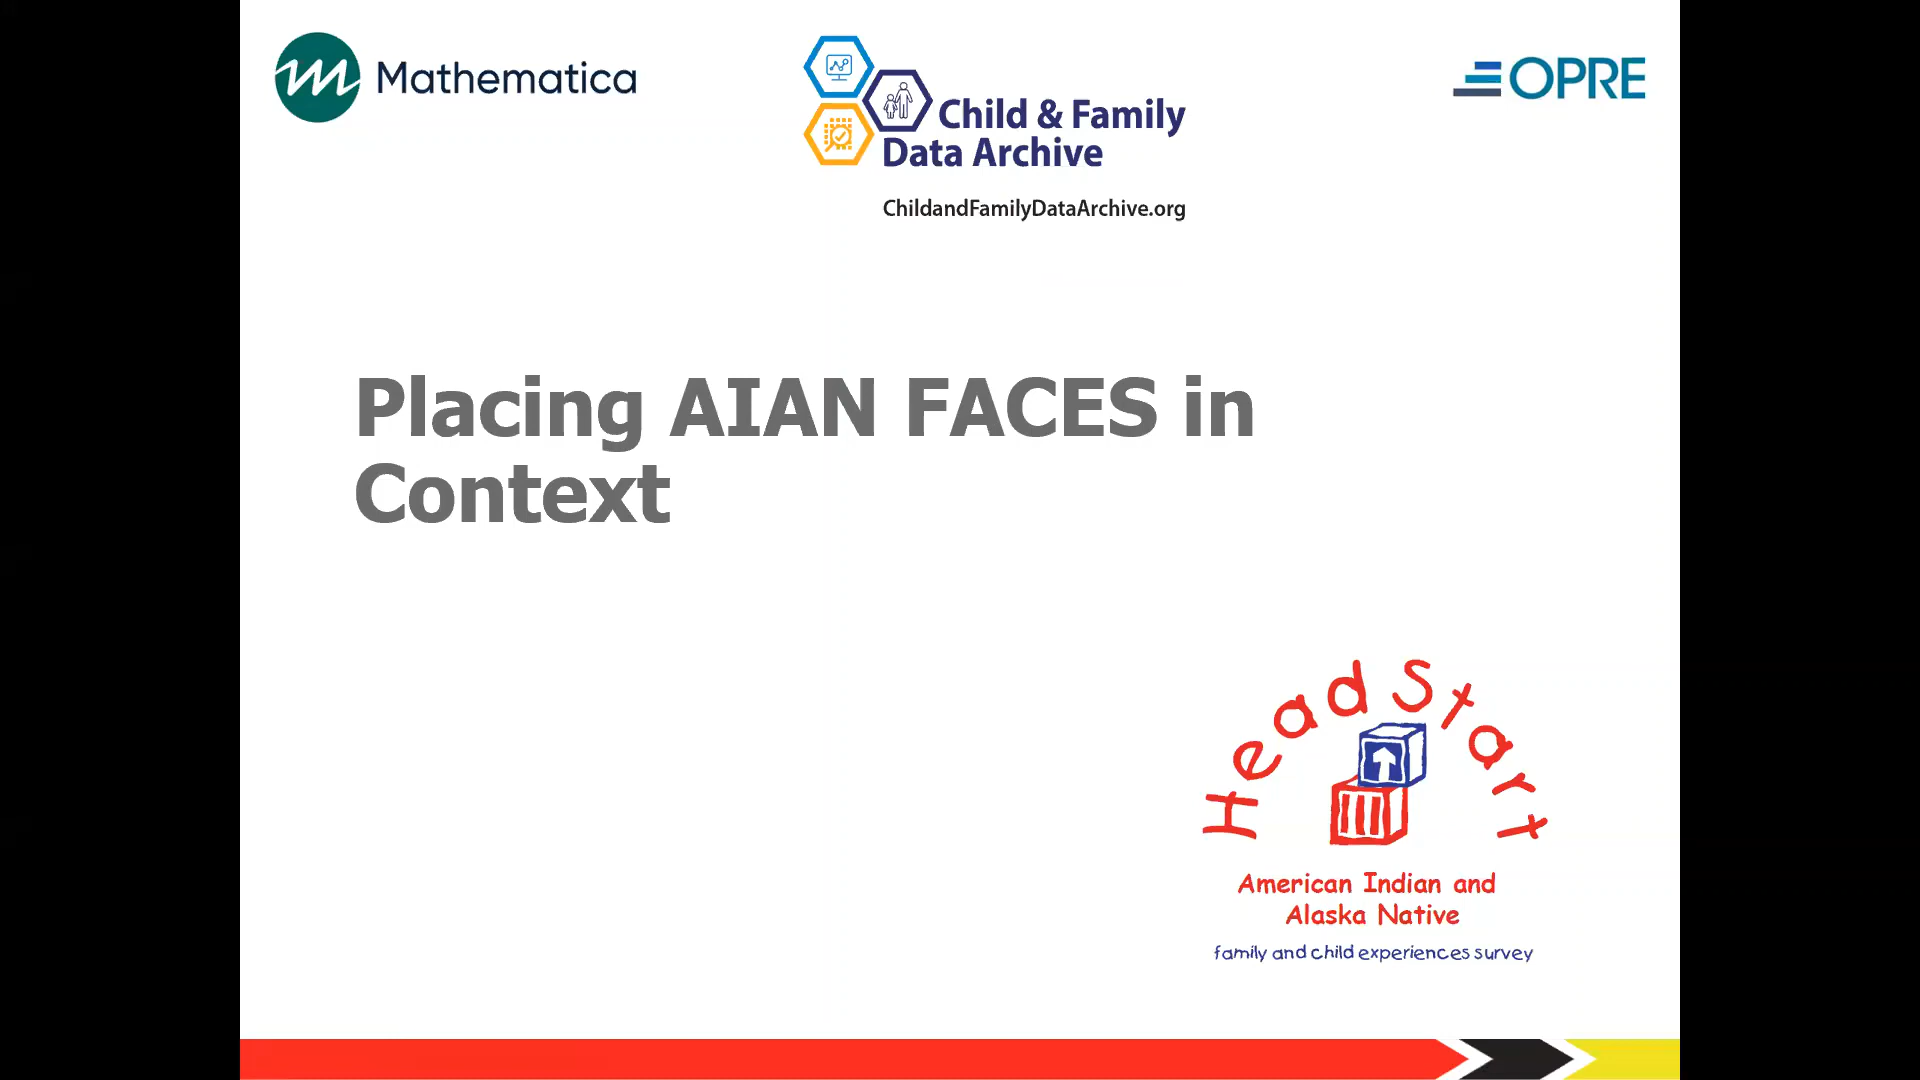 Mathematica
Child & Family
Data Archive
ChildandFamilyDataArchive.org
OPRE
Placing AIAN FACES in
Context
Head Start
American Indian and
Alaska Native
family and child experiences survey